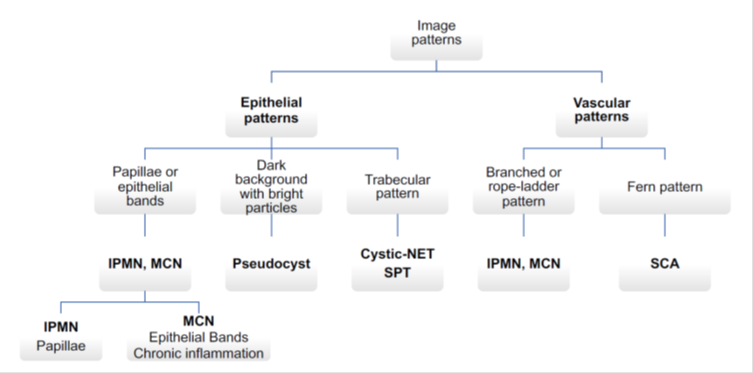 Image
patterns
Epithelial
patterns
Vascular
patterns
Papillae or
epithelial
bands
Dark
background
with bright
particles
Trabecular
pattern
Branched or
rope-ladder
pattern
Fern pattern
IPMN, MCN
Pseudocyst
Cystic-NET
SPT
IPMN, MCN
SCA
IPMN
Papillae
MCN
Epithelial Bands
Chronic inflammation